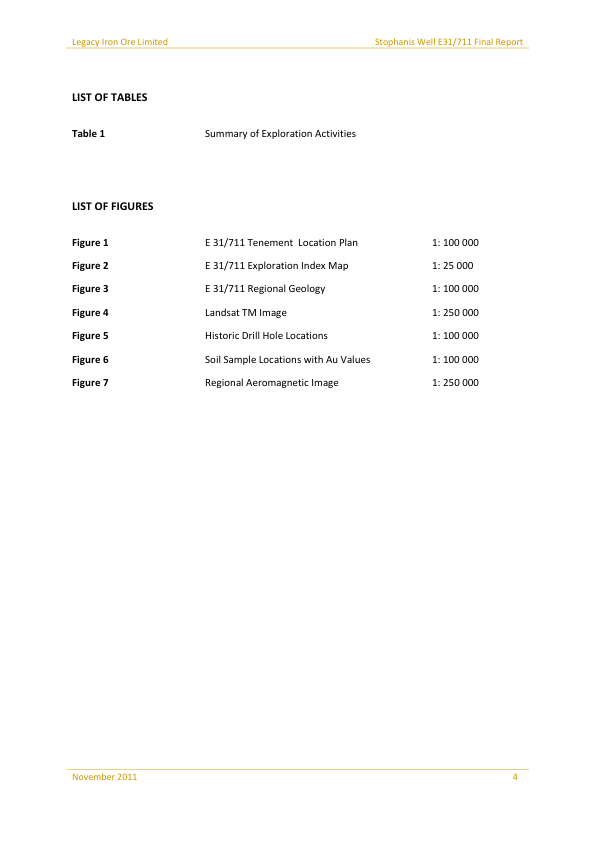 Legacy Iron Ore Limited Stophanis Well E31/711 Final Report
LIST OF TABLES
Table 1 Summary of Exploration Activities
LIST OF FIGURES
Figure 1 E 31/711 Tenement Location Plan 1: 100 000
Figure 2 E 31/711 Exploration Index Map 1: 25 000
Figure 3 E 31/711 Regional Geology 1: 100 000
Figure 4 Landsat TM Image 1: 250 000
Figure 5 Historic Drill Hole Locations 1: 100 000
Figure 6 Soil Sample Locations with Au Values 1: 100 000
Figure 7 Regional Aeromagnetic Image 1: 250 000
November 2011 4